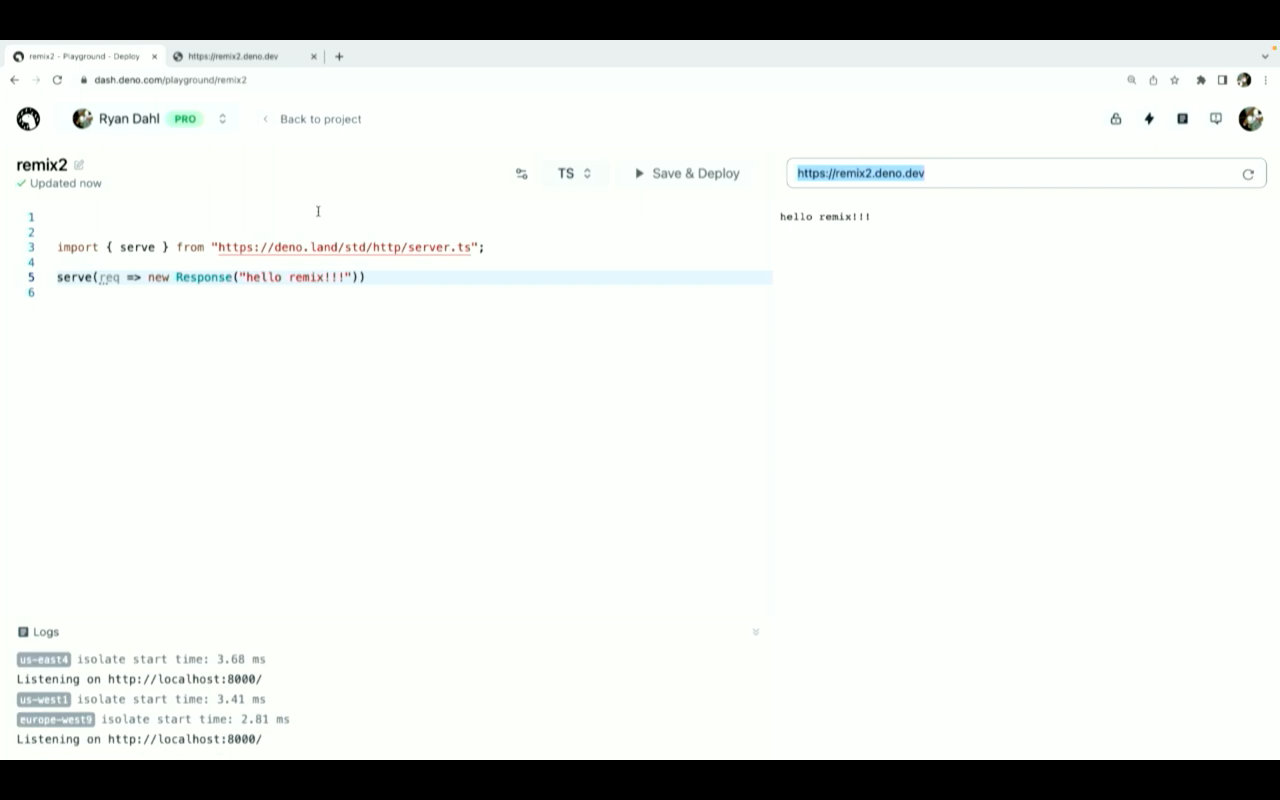 remix2 - Playground - Deploy
https://remix2.deno.dev
dash.deno.com/playground/remix2
Ryan Dahl PRO
Back to project
remix2
Updated now
TS
Save & Deploy
https://remix2.deno.dev
hello remix!!!
1
2
3 import { serve } from "https://deno.land/std/http/server.ts";
4
5 serve(req => new Response("hello remix!!!"))
6
Logs
us-east4 isolate start time: 3.68 ms
Listening on http://localhost:8000/
us-west1 isolate start time: 3.41 ms
europe-west9 isolate start time: 2.81 ms
Listening on http://localhost:8000/